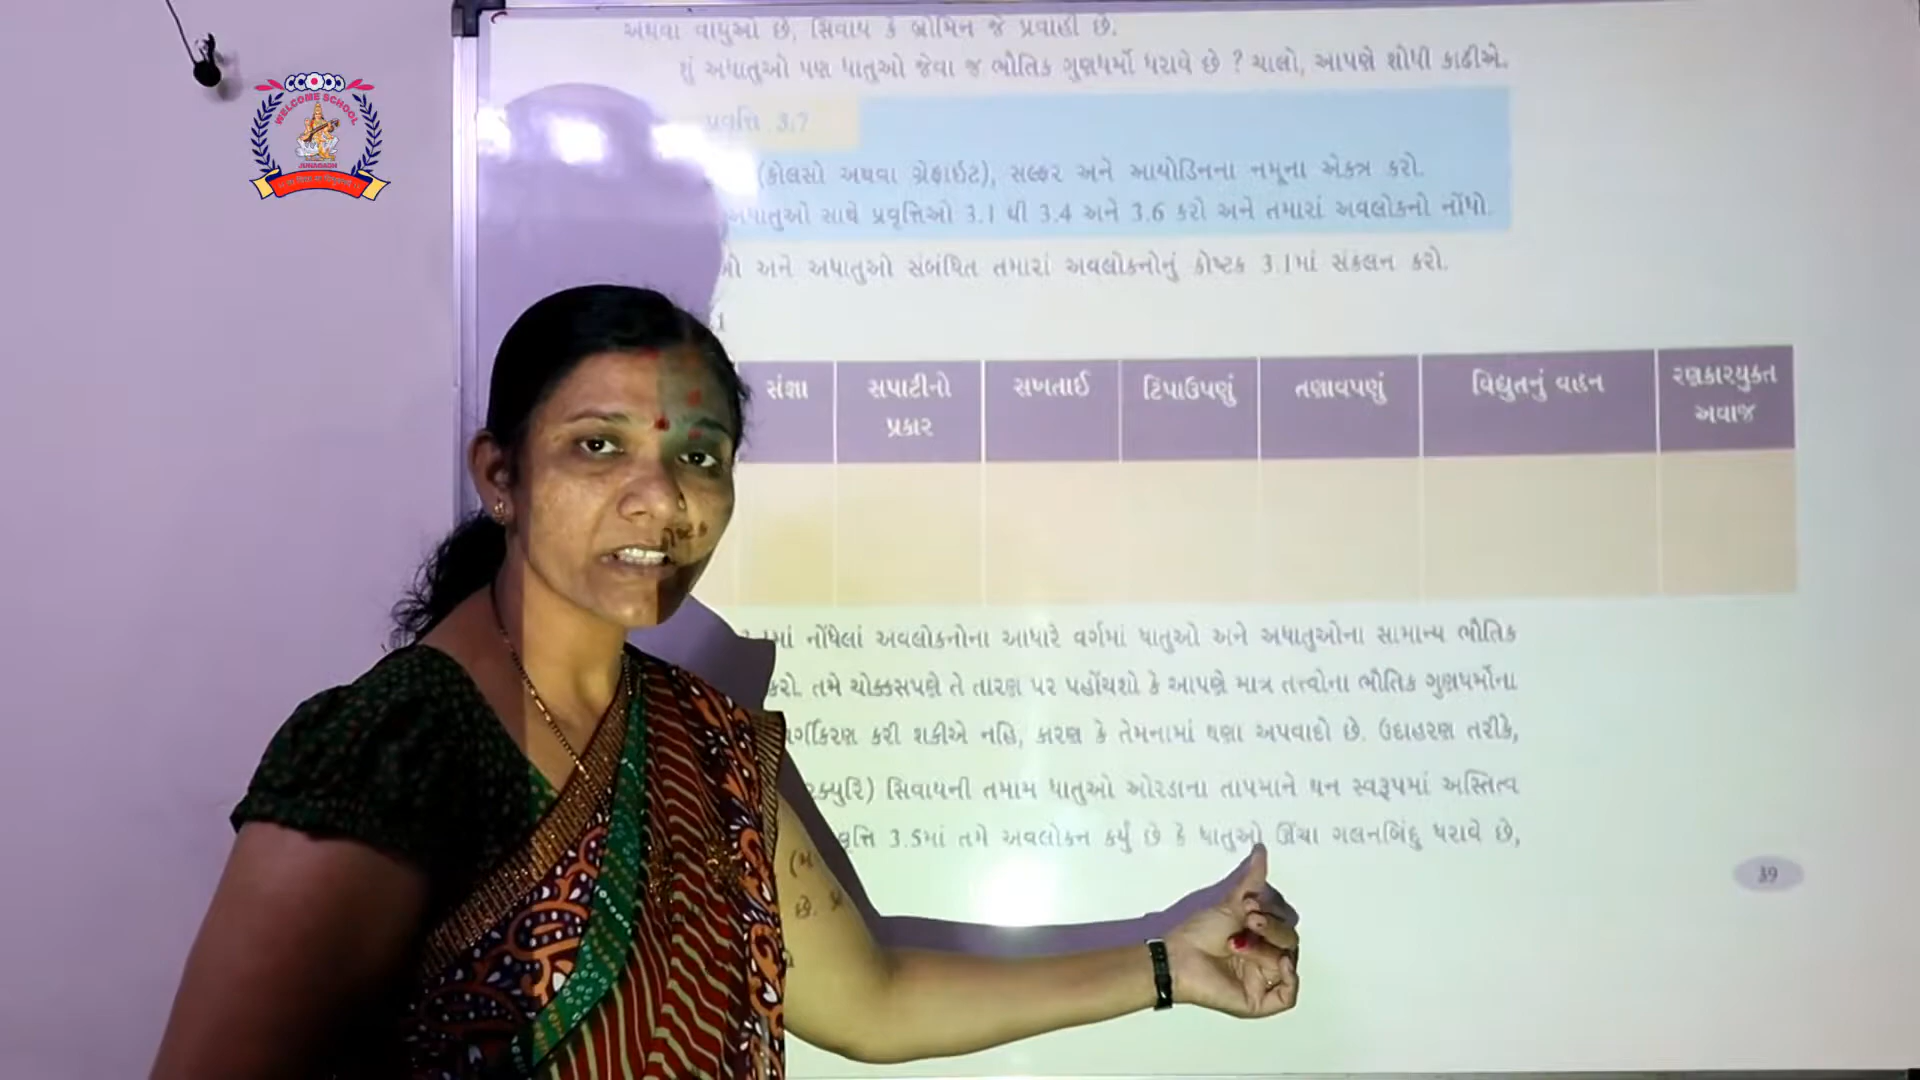 WELCOME SCHOOL
JUNAGADH
અથવા વાયુઓ છે, સિવાય કે બ્રોમિન જે પ્રવાહી છે.
શું અધાતુઓ પણ ધાતુઓ જેવા જ ભૌતિક ગુણધર્મો ધરાવે છે ? ચાલો, આપણે શોધી કાઢીએ.
પ્રવૃત્તિ 3.7
(કોલસો અથવા ગ્રેફાઇટ), સલ્ફર અને આયોડિનના નમૂના એકત્ર કરો.
અધાતુઓ સાથે પ્રવૃત્તિઓ 3.1 થી 3.4 અને 3.6 કરો અને તમારાં અવલોકનો નોંધો.
અને અધાતુઓ સંબંધિત તમારાં અવલોકનોનું કોષ્ટક 3.1માં સંકલન કરો.
સંજ્ઞા સપાટીનો પ્રકાર સખતાઈ ટિપાઉપણું તણાવપણું વિદ્યુતનું વાહન રણકારયુક્ત અવાજ
નોંધેલાં અવલોકનોના આધારે વર્ગમાં ધાતુઓ અને અધાતુઓના સામાન્ય ભૌતિક
કરો. તમે ચોક્કસપણે તે તારણ પર પહોંચશો કે આપણે માત્ર તત્ત્વોના ભૌતિક ગુણધર્મોના
વર્ગીકરણ કરી શકીએ નહિ, કારણ કે તેમનામાં ઘણા અપવાદો છે. ઉદાહરણ તરીકે,
સિવાયની તમામ ધાતુઓ ઓરડાના તાપમાને ઘન સ્વરૂપમાં અસ્તિત્વ
3.5માં તમે અવલોકન કર્યું છે કે ધાતુઓ ઊંચા ગલનબિંદુ ધરાવે છે,
39